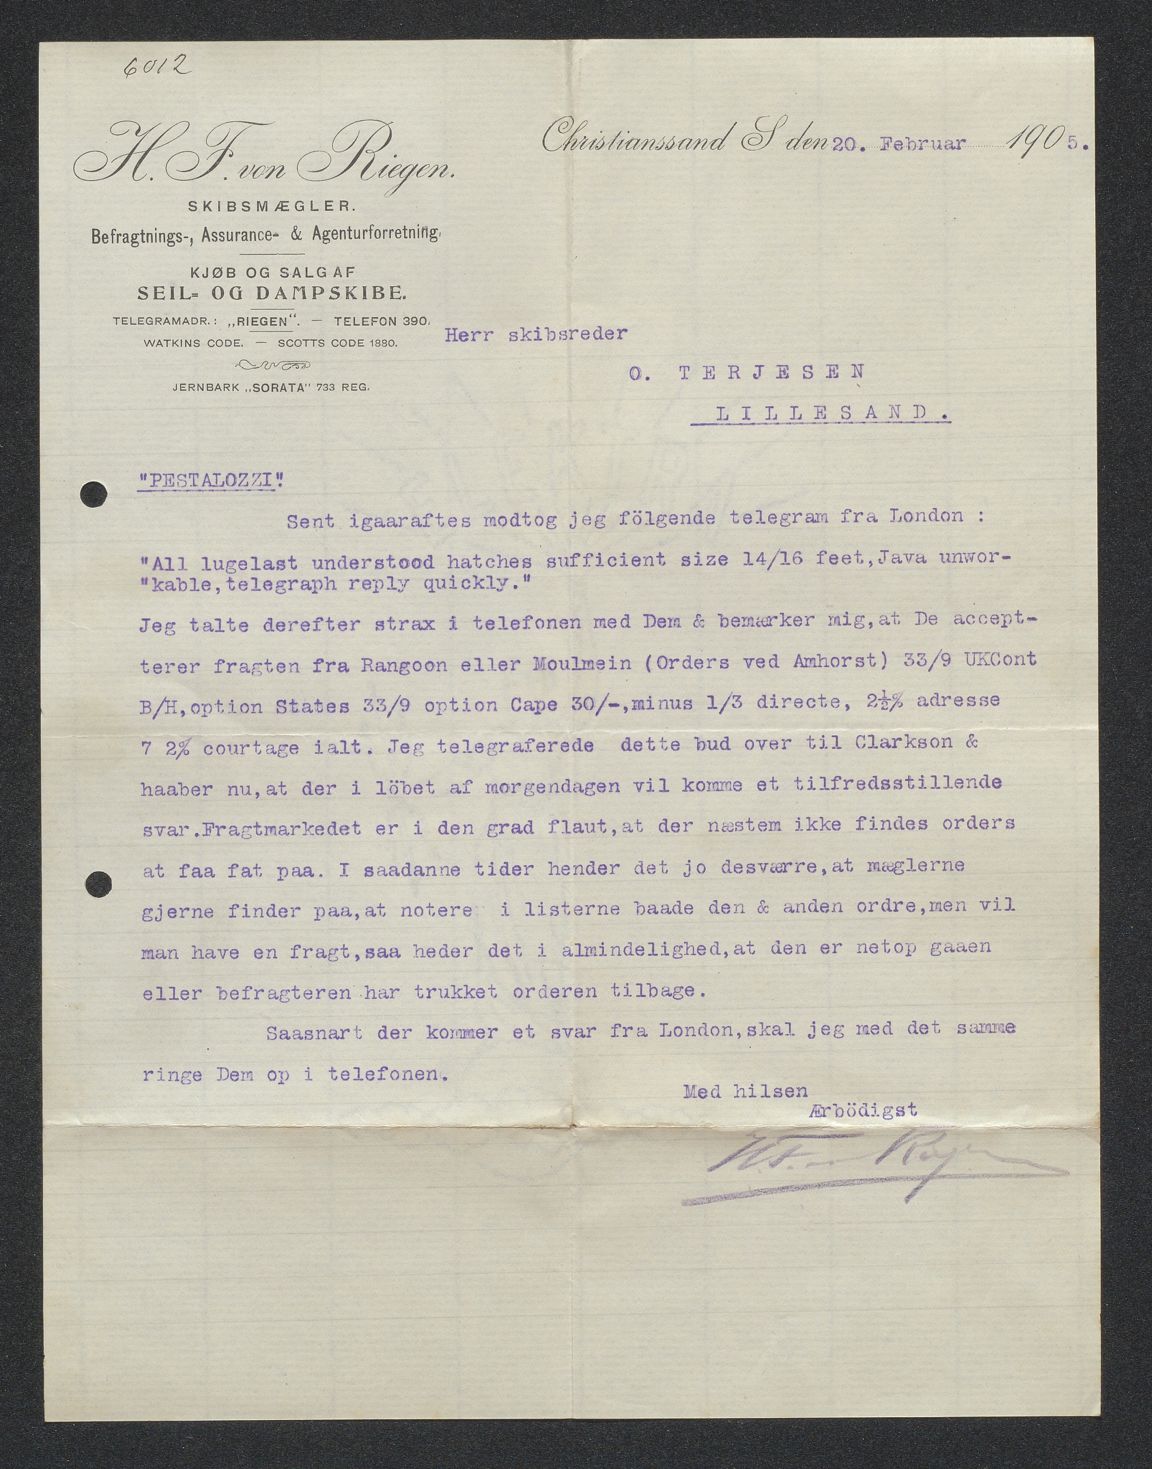 6012
H. F. von Riegen.
SKIBSMÆGLER.
Befragtnings-, Assurance- & Agenturforretning.
KJØB OG SALG AF
SEIL- OG DAMPSKIBE.
TELEGRAMADR.: „RIEGEN“. — TELEFON 390.
WATKINS CODE. — SCOTTS CODE 1880.
JERNBARK „SORATA“ 733 REG.
Christianssand S den 20. Februar 1905.
Herr skibsreder
O. TERJESEN
LILLESAND.
"PESTALOZZI".
Sent igaaraftes modtog jeg fölgende telegram fra London :
"All lugelast understood hatches sufficient size 14/16 feet,Java unwor-
"kable,telegraph reply quickly."
Jeg talte derefter strax i telefonen med Dem & bemærker mig,at De accept-
terer fragten fra Rangoon eller Moulmein (Orders ved Amhorst) 33/9 UKCont
B/H,option States 33/9 option Cape 30/-,minus 1/3 directe, 2½% adresse
7 2% courtage ialt. Jeg telegraferede dette bud over til Clarkson &
haaber nu,at der i löbet af morgendagen vil komme et tilfredsstillende
svar.Fragtmarkedet er i den grad flaut,at der næstem ikke findes orders
at faa fat paa. I saadanne tider hender det jo desværre,at mæglerne
gjerne finder paa,at notere i listerne baade den & anden ordre,men vil
man have en fragt,saa heder det i almindelighed,at den er netop gaaen
eller befragteren har trukket orderen tilbage.
Saasnart der kommer et svar fra London,skal jeg med det samme
ringe Dem op i telefonen.
Med hilsen
Ærbödigst
H. F. von Riegen